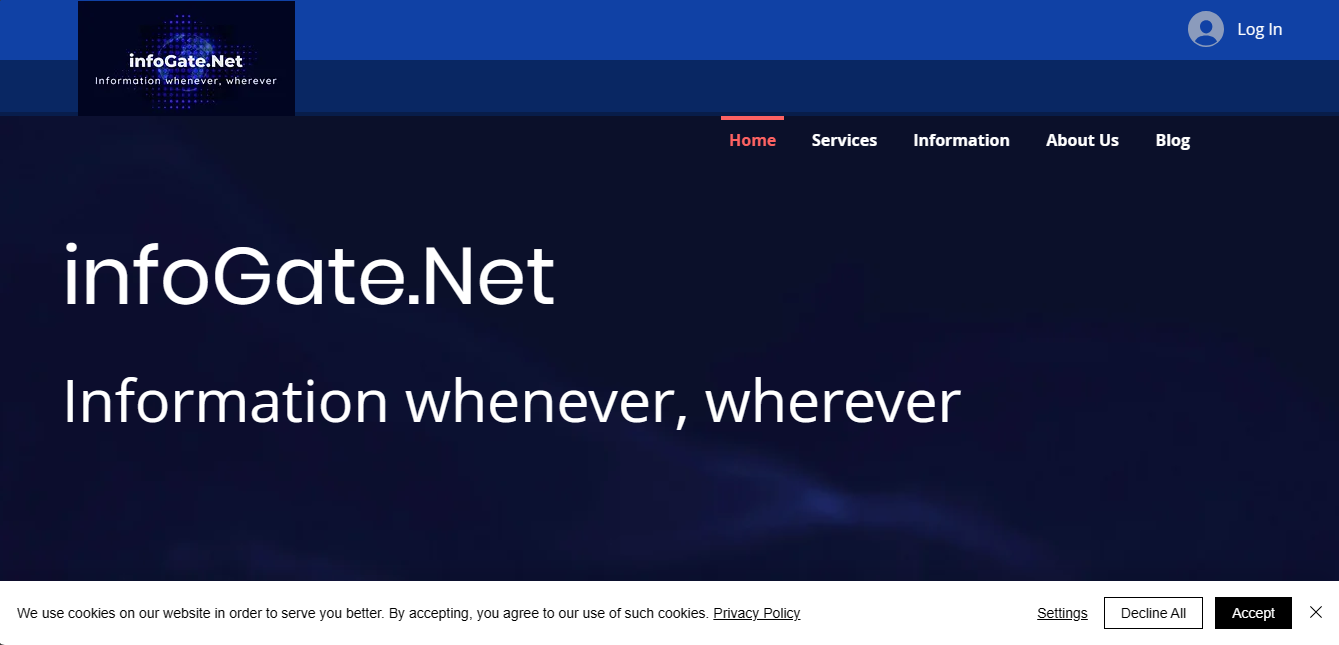 infoGate.Net
Information whenever, wherever
Log In
Home Services Information About Us Blog
infoGate.Net
Information whenever, wherever
We use cookies on our website in order to serve you better. By accepting, you agree to our use of such cookies. Privacy Policy Settings Decline All Accept